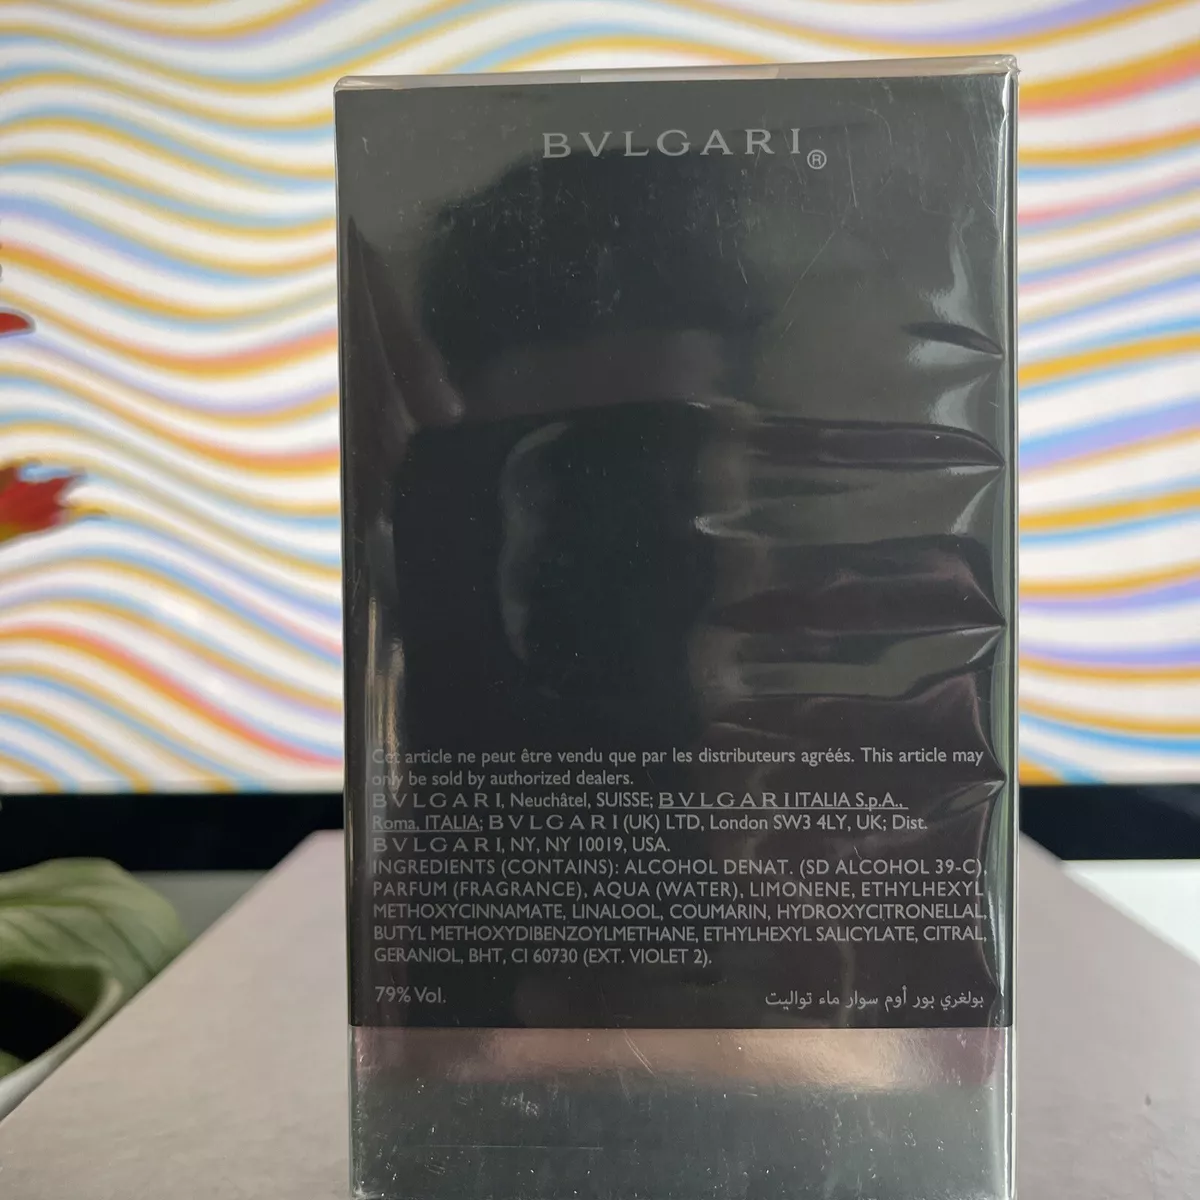 BVLGARI®
Cet article ne peut être vendu que par les distributeurs agréés. This article may
only be sold by authorized dealers.
BVLGARI, Neuchâtel, SUISSE; BVLGARI ITALIA S.p.A.,
Roma, ITALIA; BVLGARI (UK) LTD, London SW3 4LY, UK; Dist.
BVLGARI, NY, NY 10019, USA.
INGREDIENTS (CONTAINS): ALCOHOL DENAT. (SD ALCOHOL 39-C),
PARFUM (FRAGRANCE), AQUA (WATER), LIMONENE, ETHYLHEXYL
METHOXYCINNAMATE, LINALOOL, COUMARIN, HYDROXYCITRONELLAL,
BUTYL METHOXYDIBENZOYLMETHANE, ETHYLHEXYL SALICYLATE, CITRAL,
GERANIOL, BHT, CI 60730 (EXT. VIOLET 2).
79% Vol.
بولغري بور أوم سوار ماء تواليت